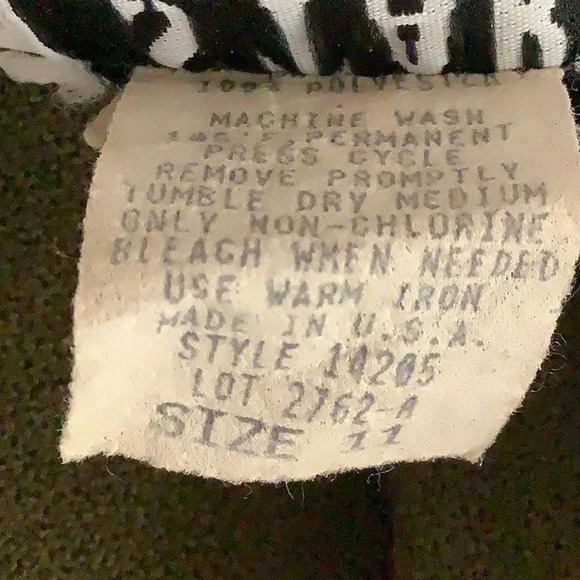 100% POLYESTER
MACHINE WASH
PERMANENT
PRESS CYCLE
REMOVE PROMPTLY
TUMBLE DRY MEDIUM
ONLY NON-CHLORINE
BLEACH WHEN NEEDED
USE WARM IRON
MADE IN U.S.A.
STYLE 10205
LOT 2762-A
SIZE 11